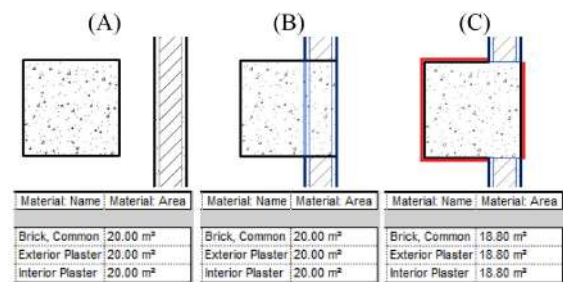 (A) (B) (C)
Material: Name Material: Area
Brick, Common 20.00 m²
Exterior Plaster 20.00 m²
Interior Plaster 20.00 m²
Material: Name Material: Area
Brick, Common 20.00 m²
Exterior Plaster 20.00 m²
Interior Plaster 20.00 m²
Material: Name Material: Area
Brick, Common 18.80 m²
Exterior Plaster 18.80 m²
Interior Plaster 18.80 m²